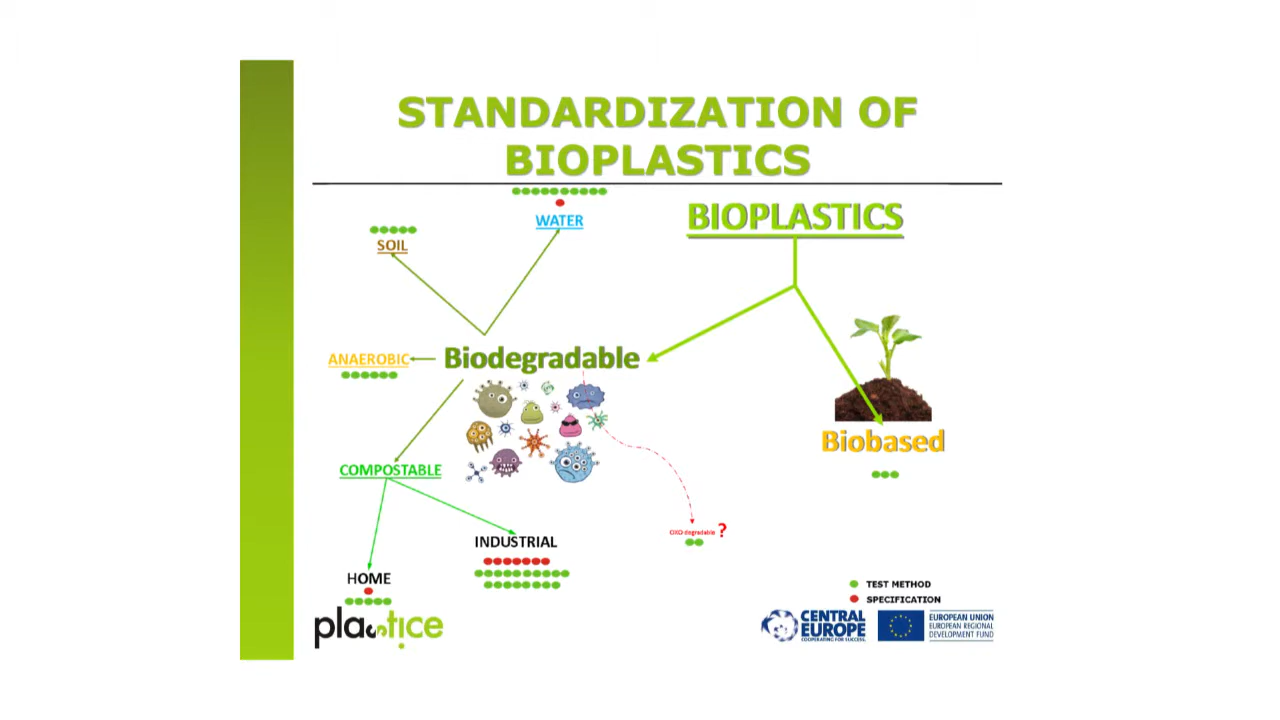 STANDARDIZATION OF
BIOPLASTICS
WATER
BIOPLASTICS
SOIL
ANAEROBIC
Biodegradable
Biobased
COMPOSTABLE
OXO-degradable ?
INDUSTRIAL
HOME
TEST METHOD
SPECIFICATION
plastice
CENTRAL
EUROPE
COOPERATING FOR SUCCESS.
EUROPEAN UNION
EUROPEAN REGIONAL
DEVELOPMENT FUND